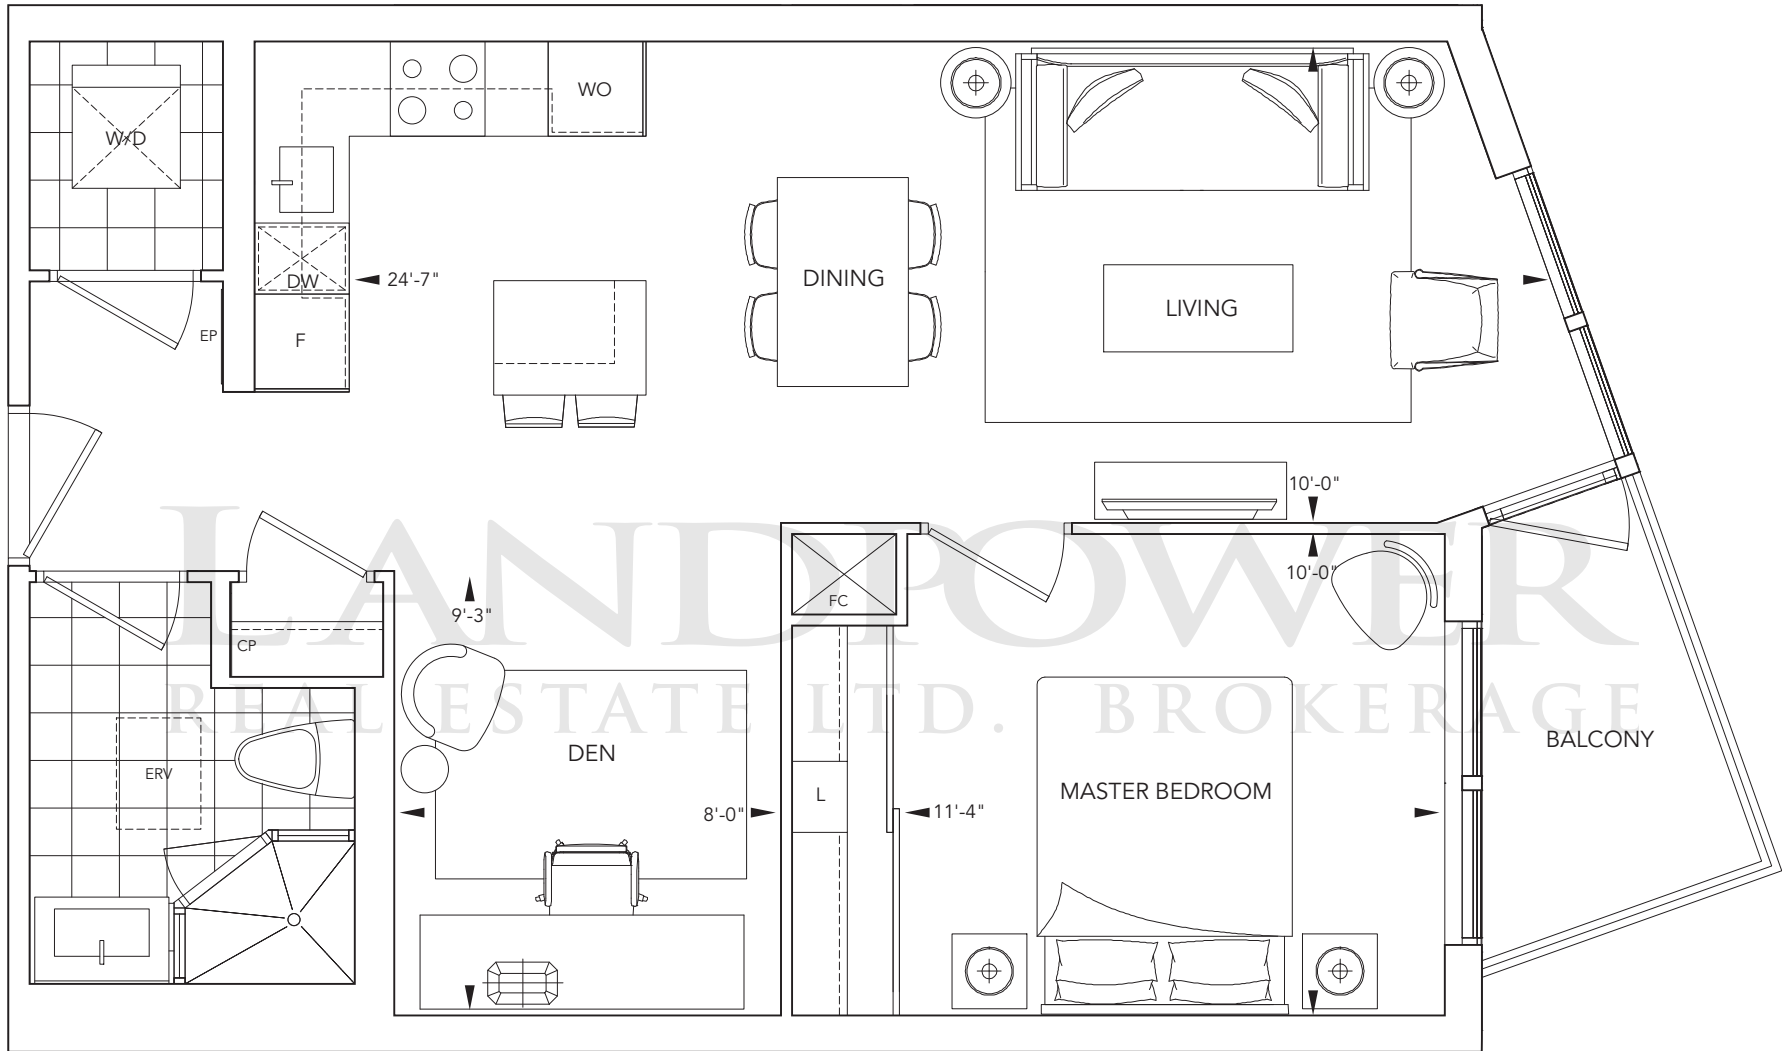 WO
W/D
DW
24'-7"
DINING
LIVING
EP
F
10'-0"
LANDPOWER
10'-0"
FC
9'-3"
CP
REAL ESTATE LTD. BROKERAGE
BALCONY
DEN
ERV
MASTER BEDROOM
L
8'-0"
11'-4"